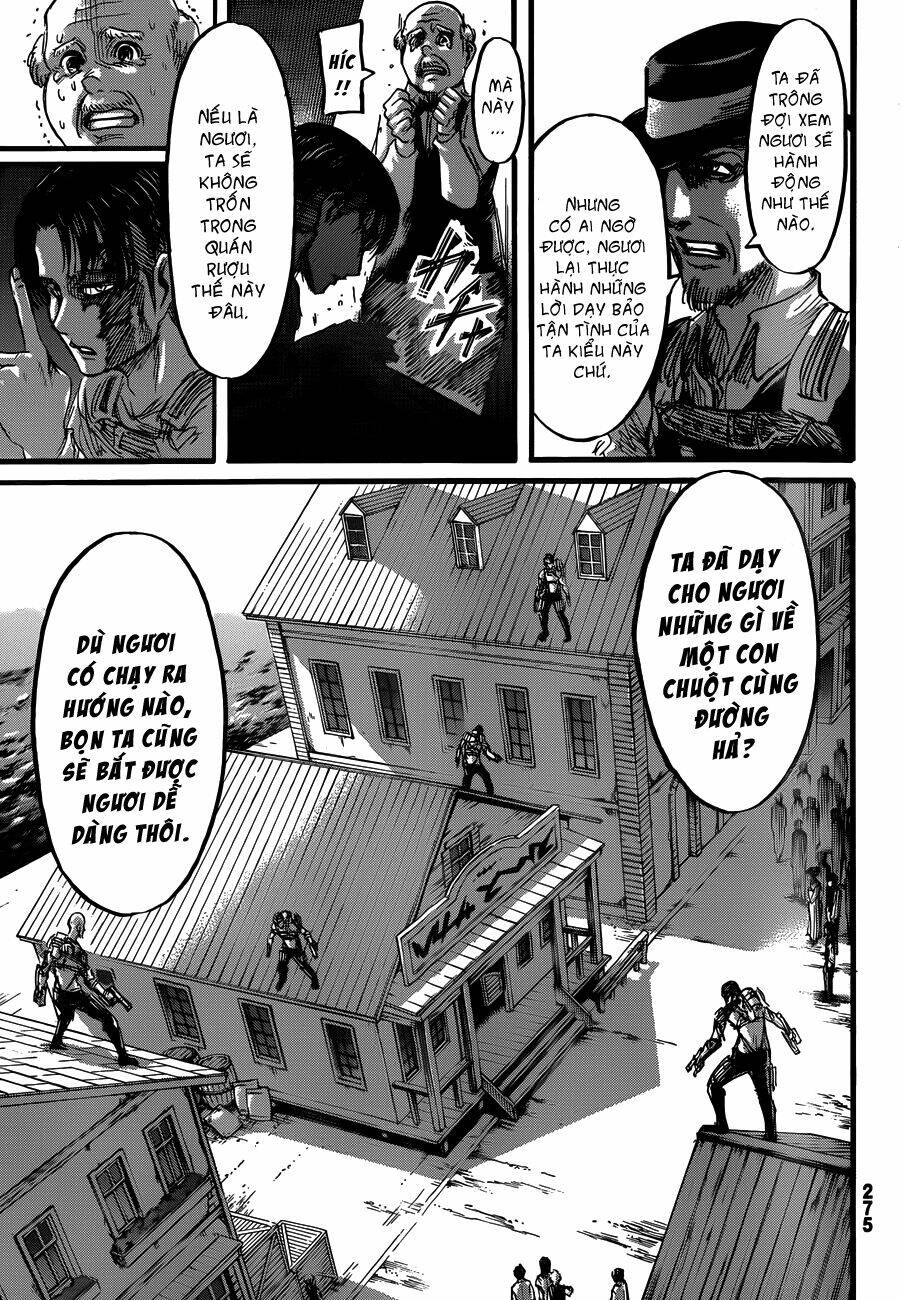 TA ĐÃ
TRÔNG
ĐỢI XEM
NGƯƠI SẼ
HÀNH
ĐỘNG
NHƯ THẾ
NÀO.
NHƯNG
CÓ AI NGỜ
ĐƯỢC, NGƯƠI
LẠI THỰC
HÀNH NHỮNG
LỜI DẠY BẢO
TẬN TÌNH CỦA
TA KIỂU NÀY
CHỨ.
MÀ
NÀY
...
HÍC
!!
NẾU LÀ
NGƯƠI,
TA SẼ
KHÔNG
TRỐN
TRONG
QUÁN
RƯỢU
THẾ NÀY
ĐÂU.
TA ĐÃ DẠY
CHO NGƯƠI
NHỮNG GÌ VỀ
MỘT CON
CHUỘT CÙNG
ĐƯỜNG
HẢ?
DÙ NGƯƠI
CÓ CHẠY RA
HƯỚNG NÀO,
BỌN TA CŨNG
SẼ BẮT ĐƯỢC
NGƯƠI DỄ
DÀNG THÔI.
275